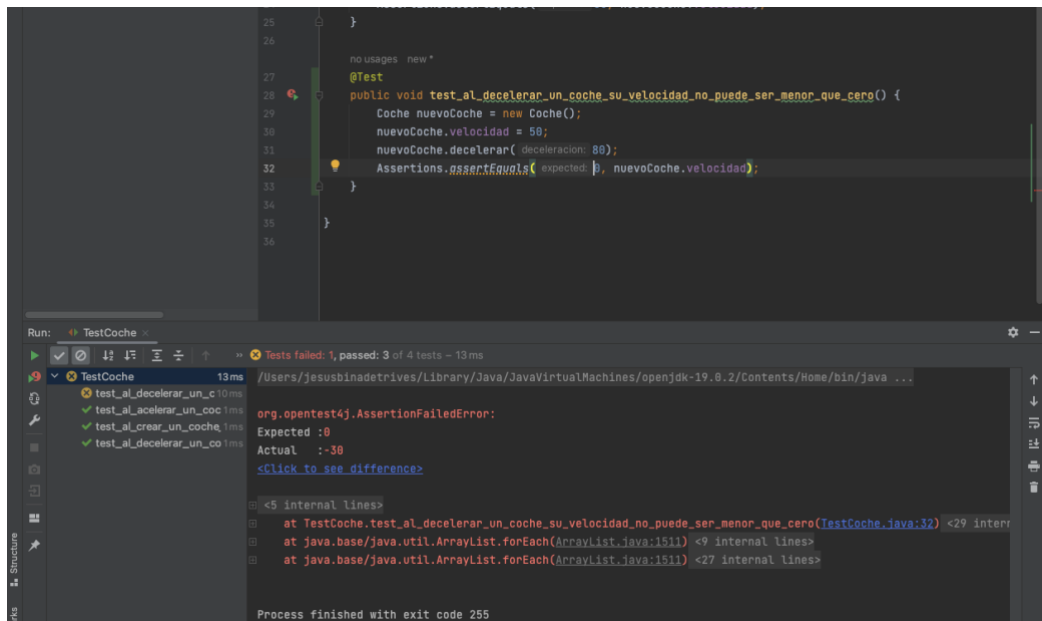 25 }
26
no usages new *
27 @Test
28 public void test_al_decelerar_un_coche_su_velocidad_no_puede_ser_menor_que_cero() {
29 Coche nuevoCoche = new Coche();
30 nuevoCoche.velocidad = 50;
31 nuevoCoche.decelerar( deceleracion: 80);
32 Assertions.assertEquals( expected: 0, nuevoCoche.velocidad);
33 }
34
35 }
36
Run: TestCoche
Tests failed: 1, passed: 3 of 4 tests – 13 ms
TestCoche 13 ms
test_al_decelerar_un_c 10 ms
test_al_acelerar_un_coc 1 ms
test_al_crear_un_coche_ 1 ms
test_al_decelerar_un_co 1 ms
/Users/jesusbinadetrives/Library/Java/JavaVirtualMachines/openjdk-19.0.2/Contents/Home/bin/java ...
org.opentest4j.AssertionFailedError:
Expected :0
Actual :-30
<Click to see difference>
<5 internal lines>
at TestCoche.test_al_decelerar_un_coche_su_velocidad_no_puede_ser_menor_que_cero(TestCoche.java:32) <29 intern
at java.base/java.util.ArrayList.forEach(ArrayList.java:1511) <9 internal lines>
at java.base/java.util.ArrayList.forEach(ArrayList.java:1511) <27 internal lines>
Process finished with exit code 255
Structure
rks